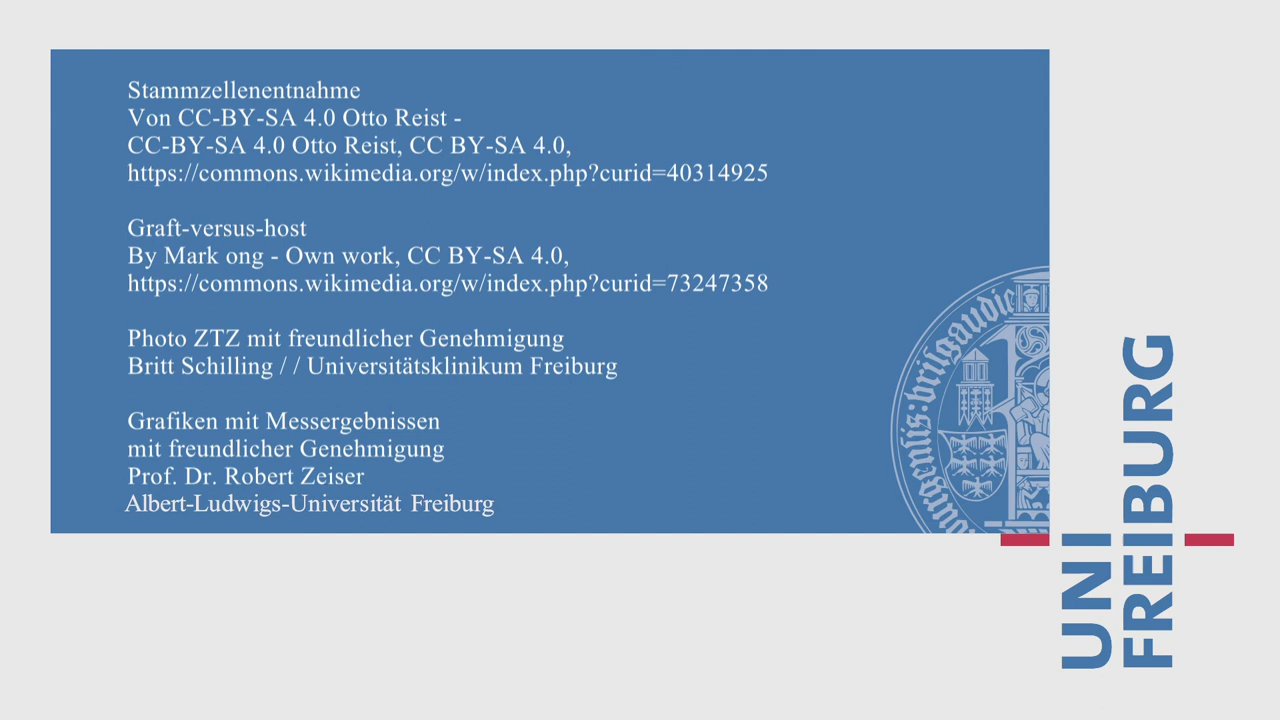 Stammzellenentnahme
Von CC-BY-SA 4.0 Otto Reist -
CC-BY-SA 4.0 Otto Reist, CC BY-SA 4.0,
https://commons.wikimedia.org/w/index.php?curid=40314925
Graft-versus-host
By Mark ong - Own work, CC BY-SA 4.0,
https://commons.wikimedia.org/w/index.php?curid=73247358
Photo ZTZ mit freundlicher Genehmigung
Britt Schilling / / Universitätsklinikum Freiburg
Grafiken mit Messergebnissen
mit freundlicher Genehmigung
Prof. Dr. Robert Zeiser
Albert-Ludwigs-Universität Freiburg
UNI
FREIBURG